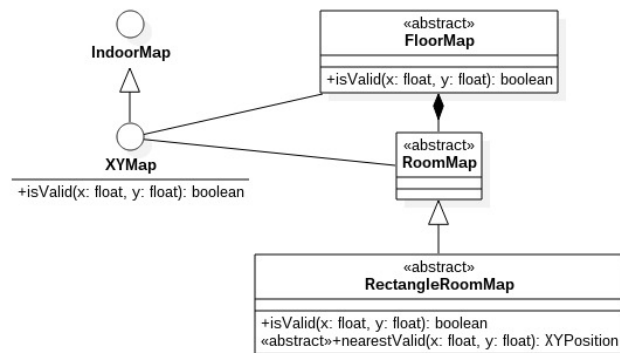 IndoorMap
XYMap
+isValid(x: float, y: float): boolean
«abstract»
FloorMap
+isValid(x: float, y: float): boolean
«abstract»
RoomMap
«abstract»
RectangleRoomMap
+isValid(x: float, y: float): boolean
«abstract»+nearestValid(x: float, y: float): XYPosition